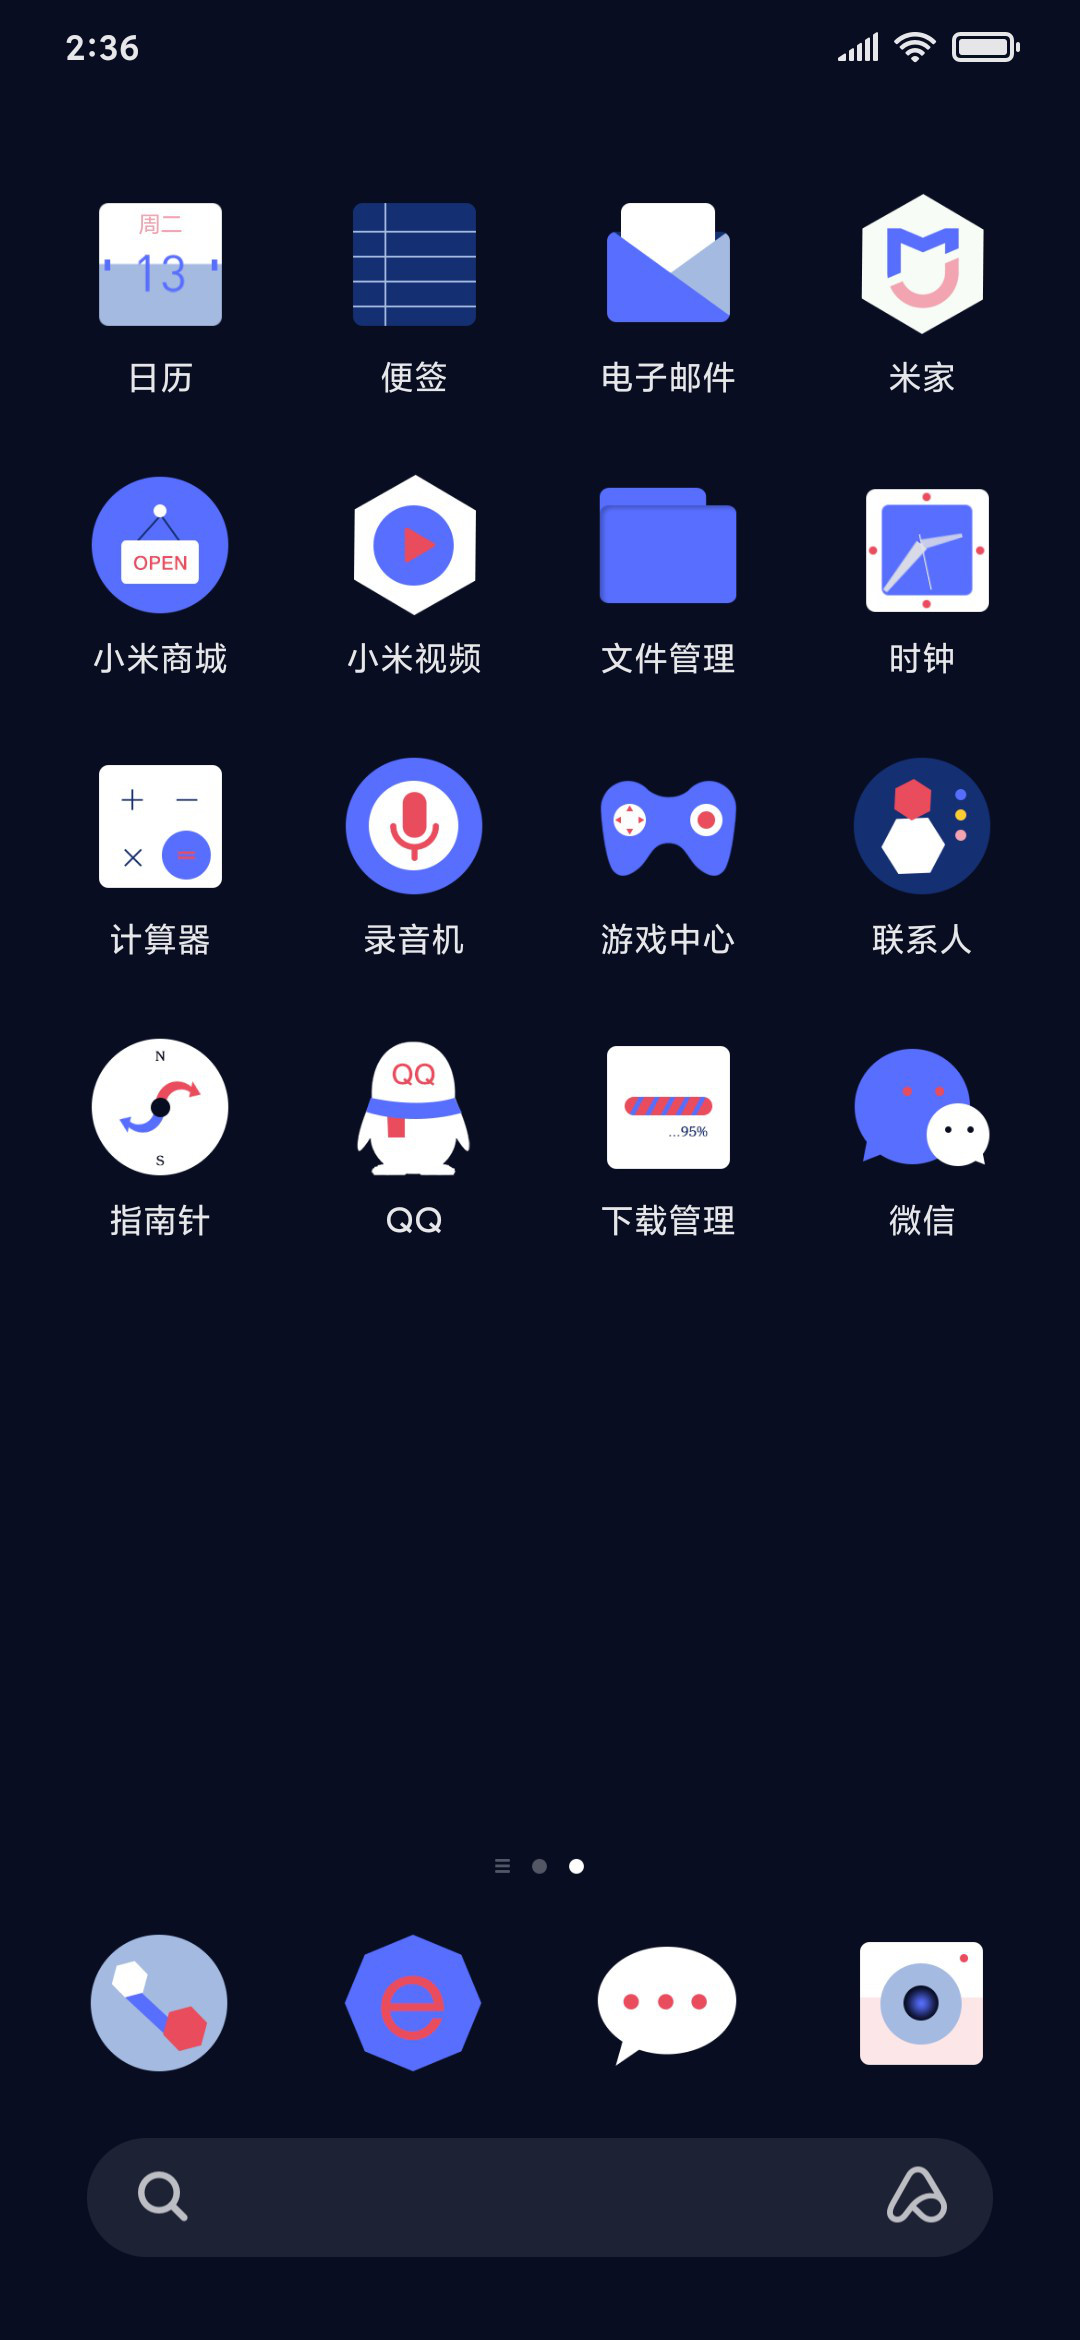 2:36
周二
13
日历
便签
电子邮件
米家
OPEN
小米商城
小米视频
文件管理
时钟
计算器
录音机
游戏中心
联系人
N
S
指南针
QQ
QQ
...95%
下载管理
微信